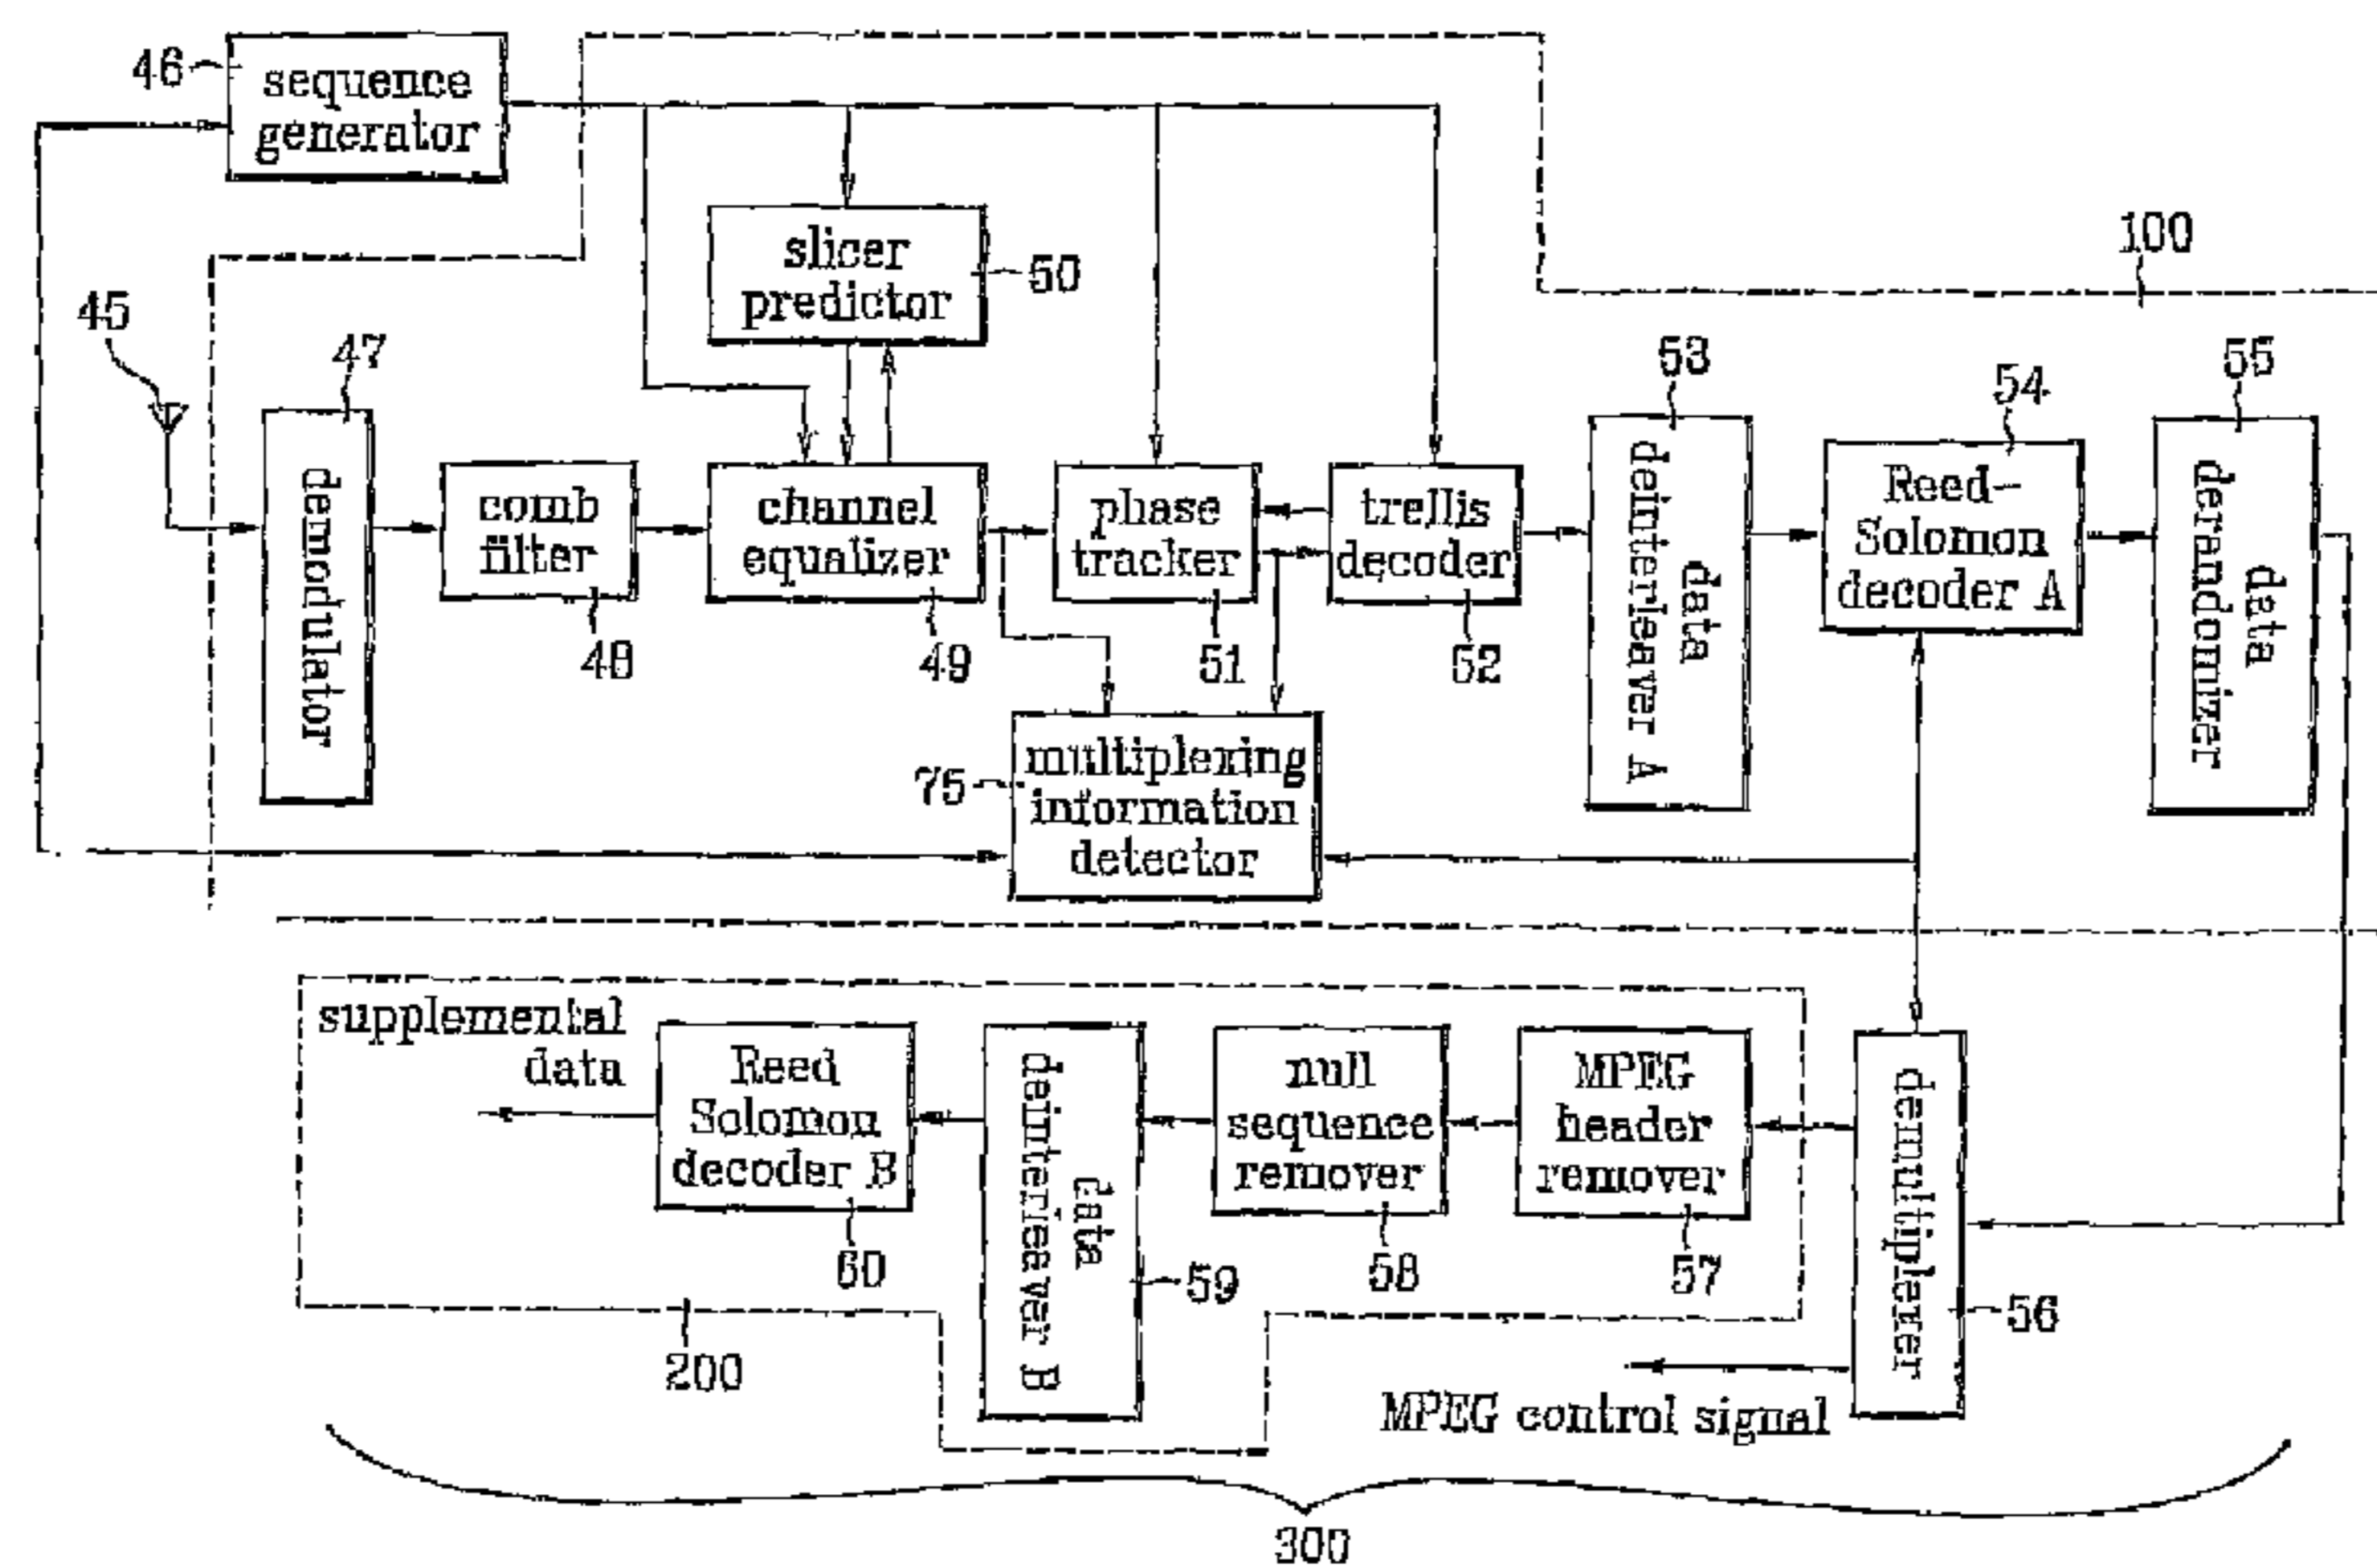 46
sequence
generator
slicer
predictor
50
100
45
47
demodulator
comb
filter
48
channel
equalizer
49
phase
tracker
51
trellis
decoder
52
53
data
deinterleaver A
54
Reed-
Solomon
decoder A
55
data
derandomizer
75
multiplexing
information
detector
supplemental
data
Reed
Solomon
decoder B
60
data
deinterleaver B
59
null
sequence
remover
58
MPEG
header
remover
57
demultiplexer
56
200
MPEG control signal
300